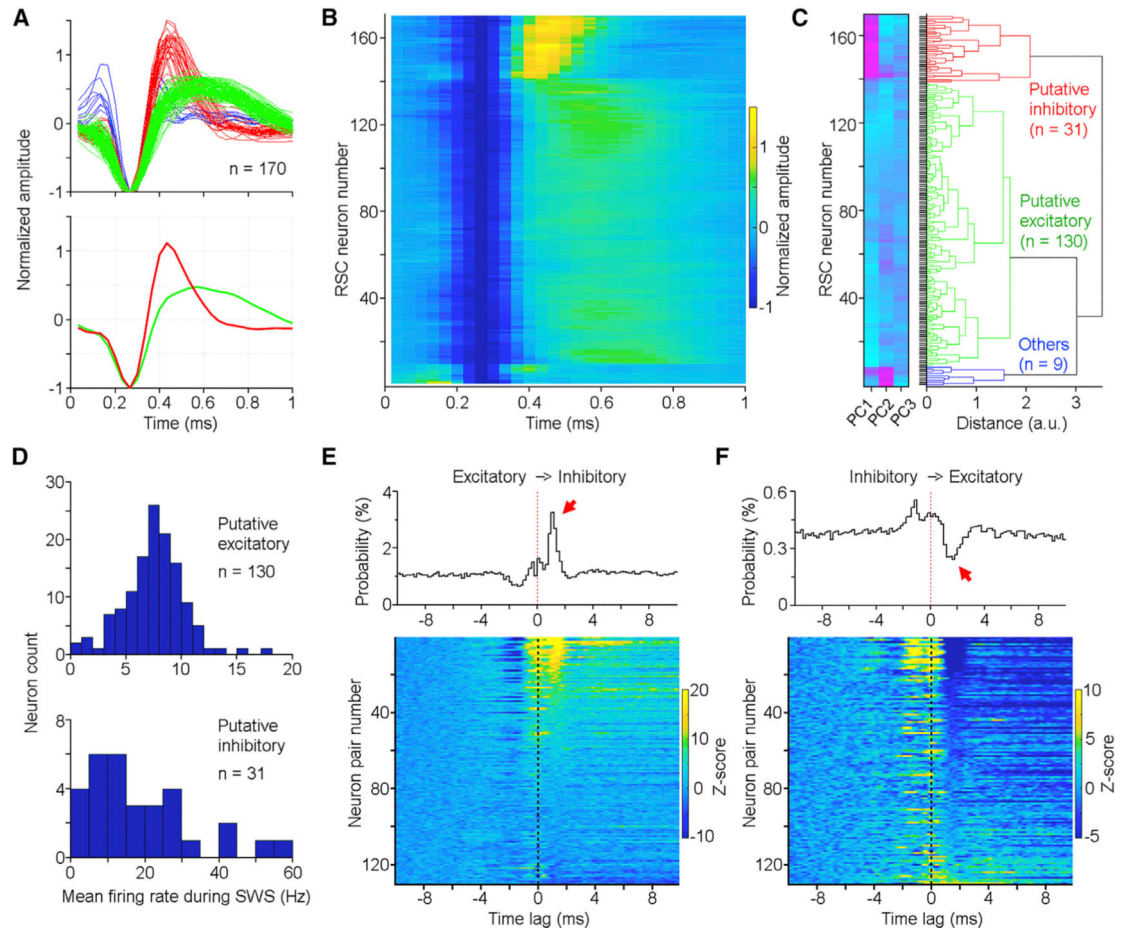 A
1
0
-1
Normalized amplitude
n = 170
1
0
-1
0
0.2
0.4
0.6
0.8
1
Time (ms)
B
RSC neuron number
160
120
80
40
0
0.2
0.4
0.6
0.8
1
Time (ms)
1
0
-1
Normalized amplitude
C
RSC neuron number
160
120
80
40
PC1
PC2
PC3
Putative
inhibitory
(n = 31)
Putative
excitatory
(n = 130)
Others
(n = 9)
0
1
2
3
Distance (a.u.)
D
Neuron count
30
20
10
0
Putative
excitatory
n = 130
0
5
10
15
20
8
4
0
Putative
inhibitory
n = 31
0
20
40
60
Mean firing rate during SWS (Hz)
E
Excitatory -> Inhibitory
Probability (%)
4
2
0
-8
-4
0
4
8
Neuron pair number
40
80
120
-8
-4
0
4
8
Time lag (ms)
20
10
0
-10
Z-score
F
Inhibitory -> Excitatory
Probability (%)
0.6
0.3
0
-8
-4
0
4
8
Neuron pair number
40
80
120
-8
-4
0
4
8
Time lag (ms)
10
5
0
-5
Z-score